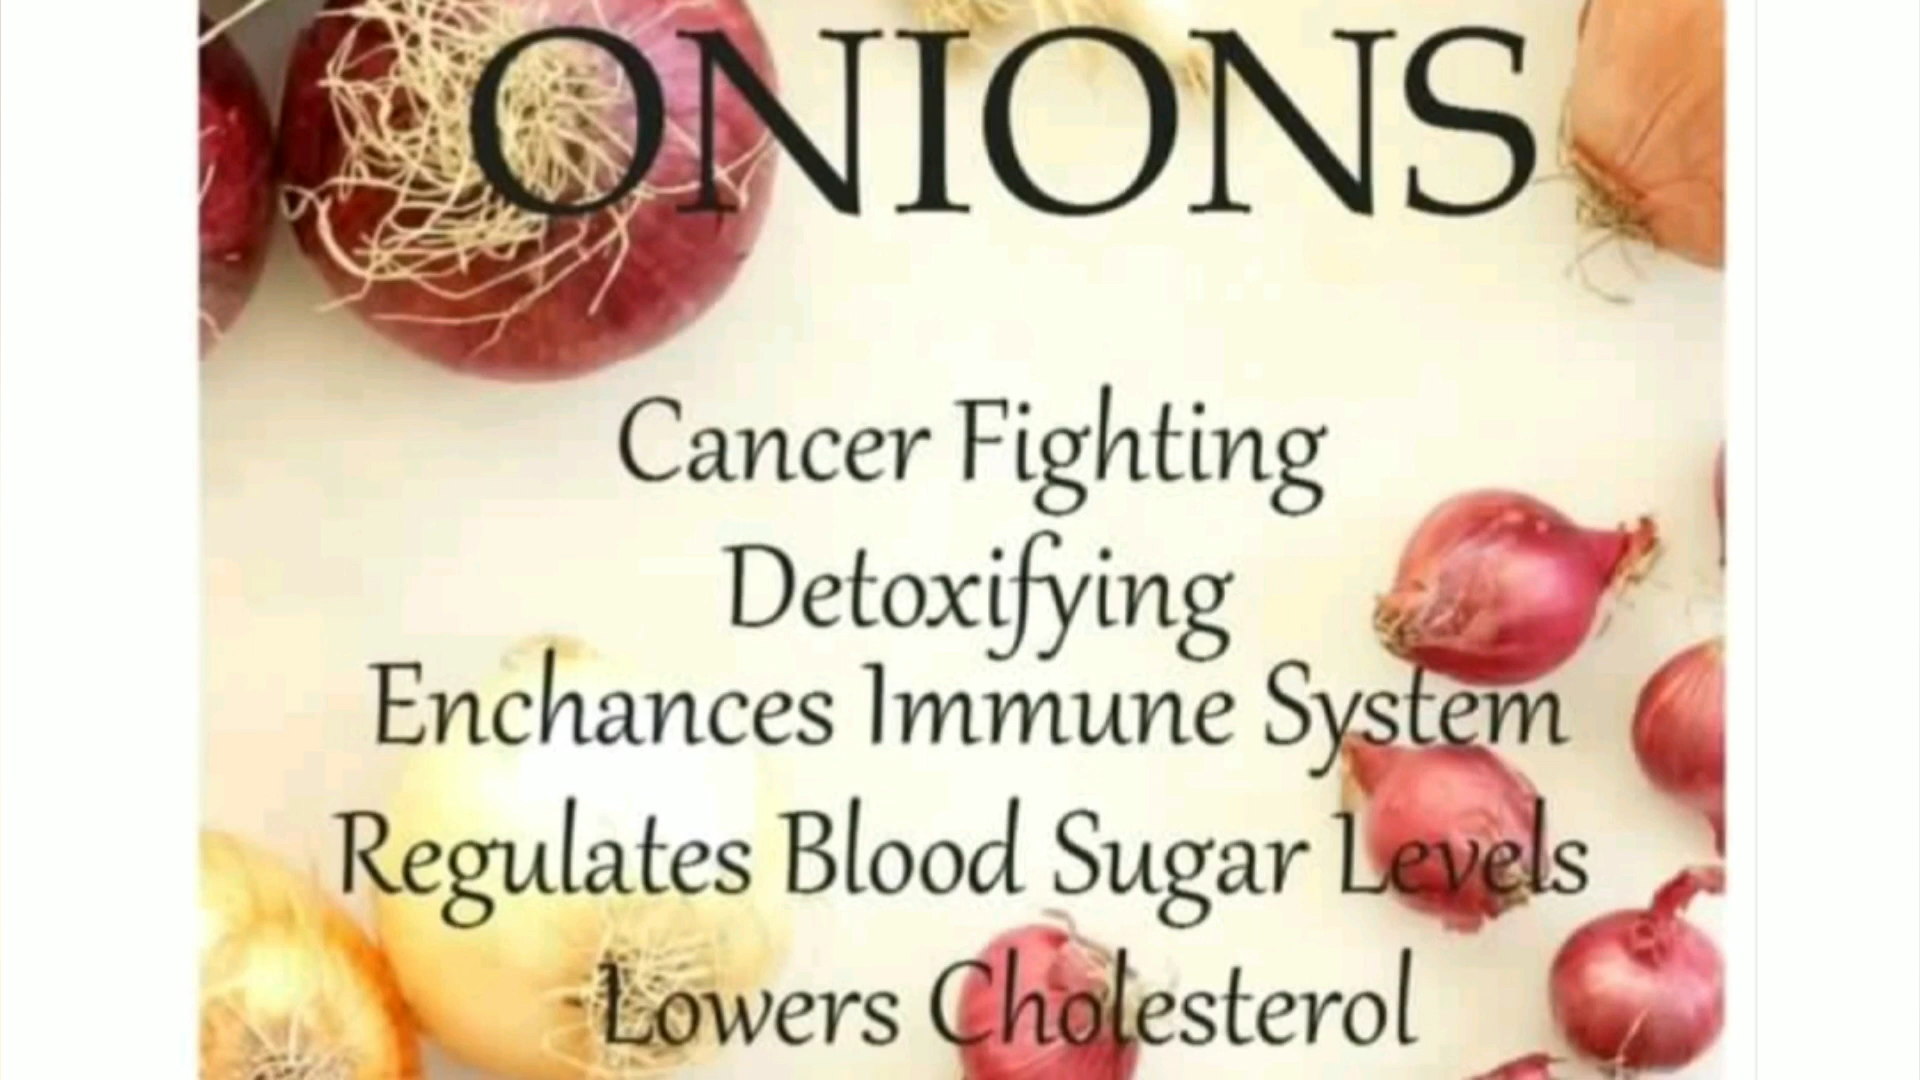 ONIONS
Cancer Fighting
Detoxifying
Enchances Immune System
Regulates Blood Sugar Levels
Lowers Cholesterol